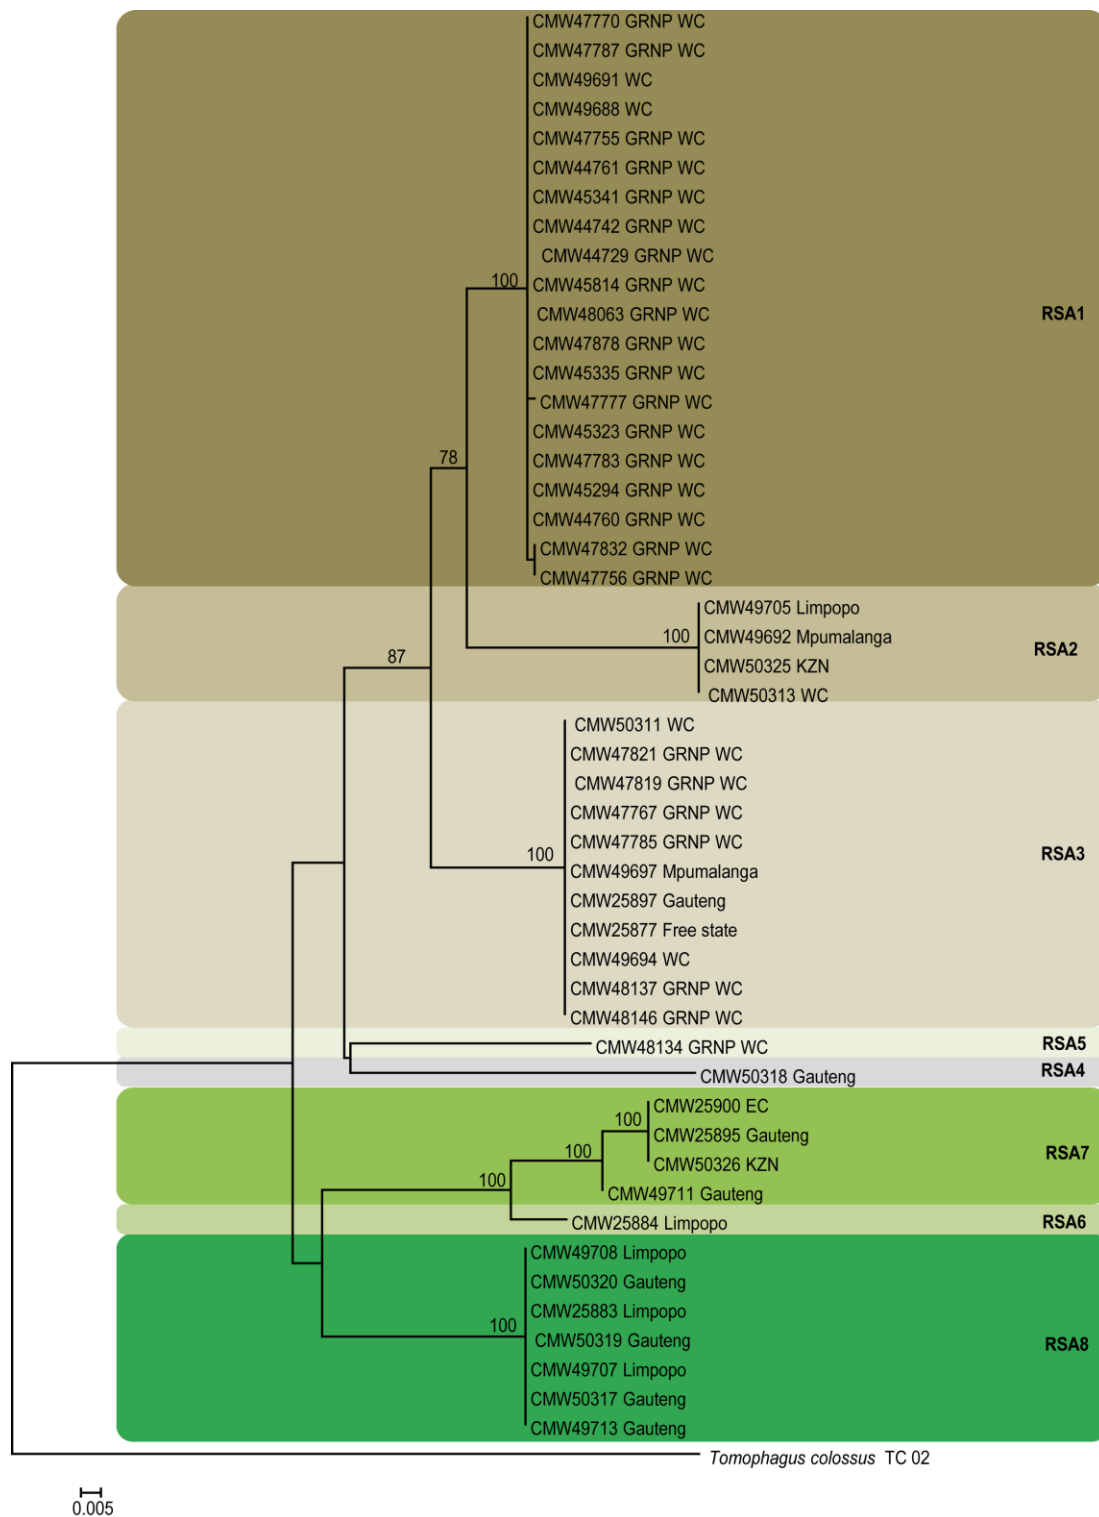 CMW47770 GRNP WC
CMW47787 GRNP WC
CMW49691 WC
CMW49688 WC
CMW47755 GRNP WC
CMW44761 GRNP WC
CMW45341 GRNP WC
CMW44742 GRNP WC
CMW44729 GRNP WC
100
CMW45814 GRNP WC
CMW48063 GRNP WC
RSA1
CMW47878 GRNP WC
CMW45335 GRNP WC
CMW47777 GRNP WC
CMW45323 GRNP WC
78
CMW47783 GRNP WC
CMW45294 GRNP WC
CMW44760 GRNP WC
CMW47832 GRNP WC
CMW47756 GRNP WC
CMW49705 Limpopo
100
CMW49692 Mpumalanga
RSA2
87
CMW50325 KZN
CMW50313 WC
CMW50311 WC
CMW47821 GRNP WC
CMW47819 GRNP WC
CMW47767 GRNP WC
CMW47785 GRNP WC
100
RSA3
CMW49697 Mpumalanga
CMW25897 Gauteng
CMW25877 Free state
CMW49694 WC
CMW48137 GRNP WC
CMW48146 GRNP WC
CMW48134 GRNP WC
RSA5
CMW50318 Gauteng
RSA4
CMW25900 EC
100
CMW25895 Gauteng
100
RSA7
CMW50326 KZN
100
CMW49711 Gauteng
CMW25884 Limpopo
RSA6
CMW49708 Limpopo
CMW50320 Gauteng
CMW25883 Limpopo
100
CMW50319 Gauteng
RSA8
CMW49707 Limpopo
CMW50317 Gauteng
CMW49713 Gauteng
Tomophagus colossus TC 02
0.005